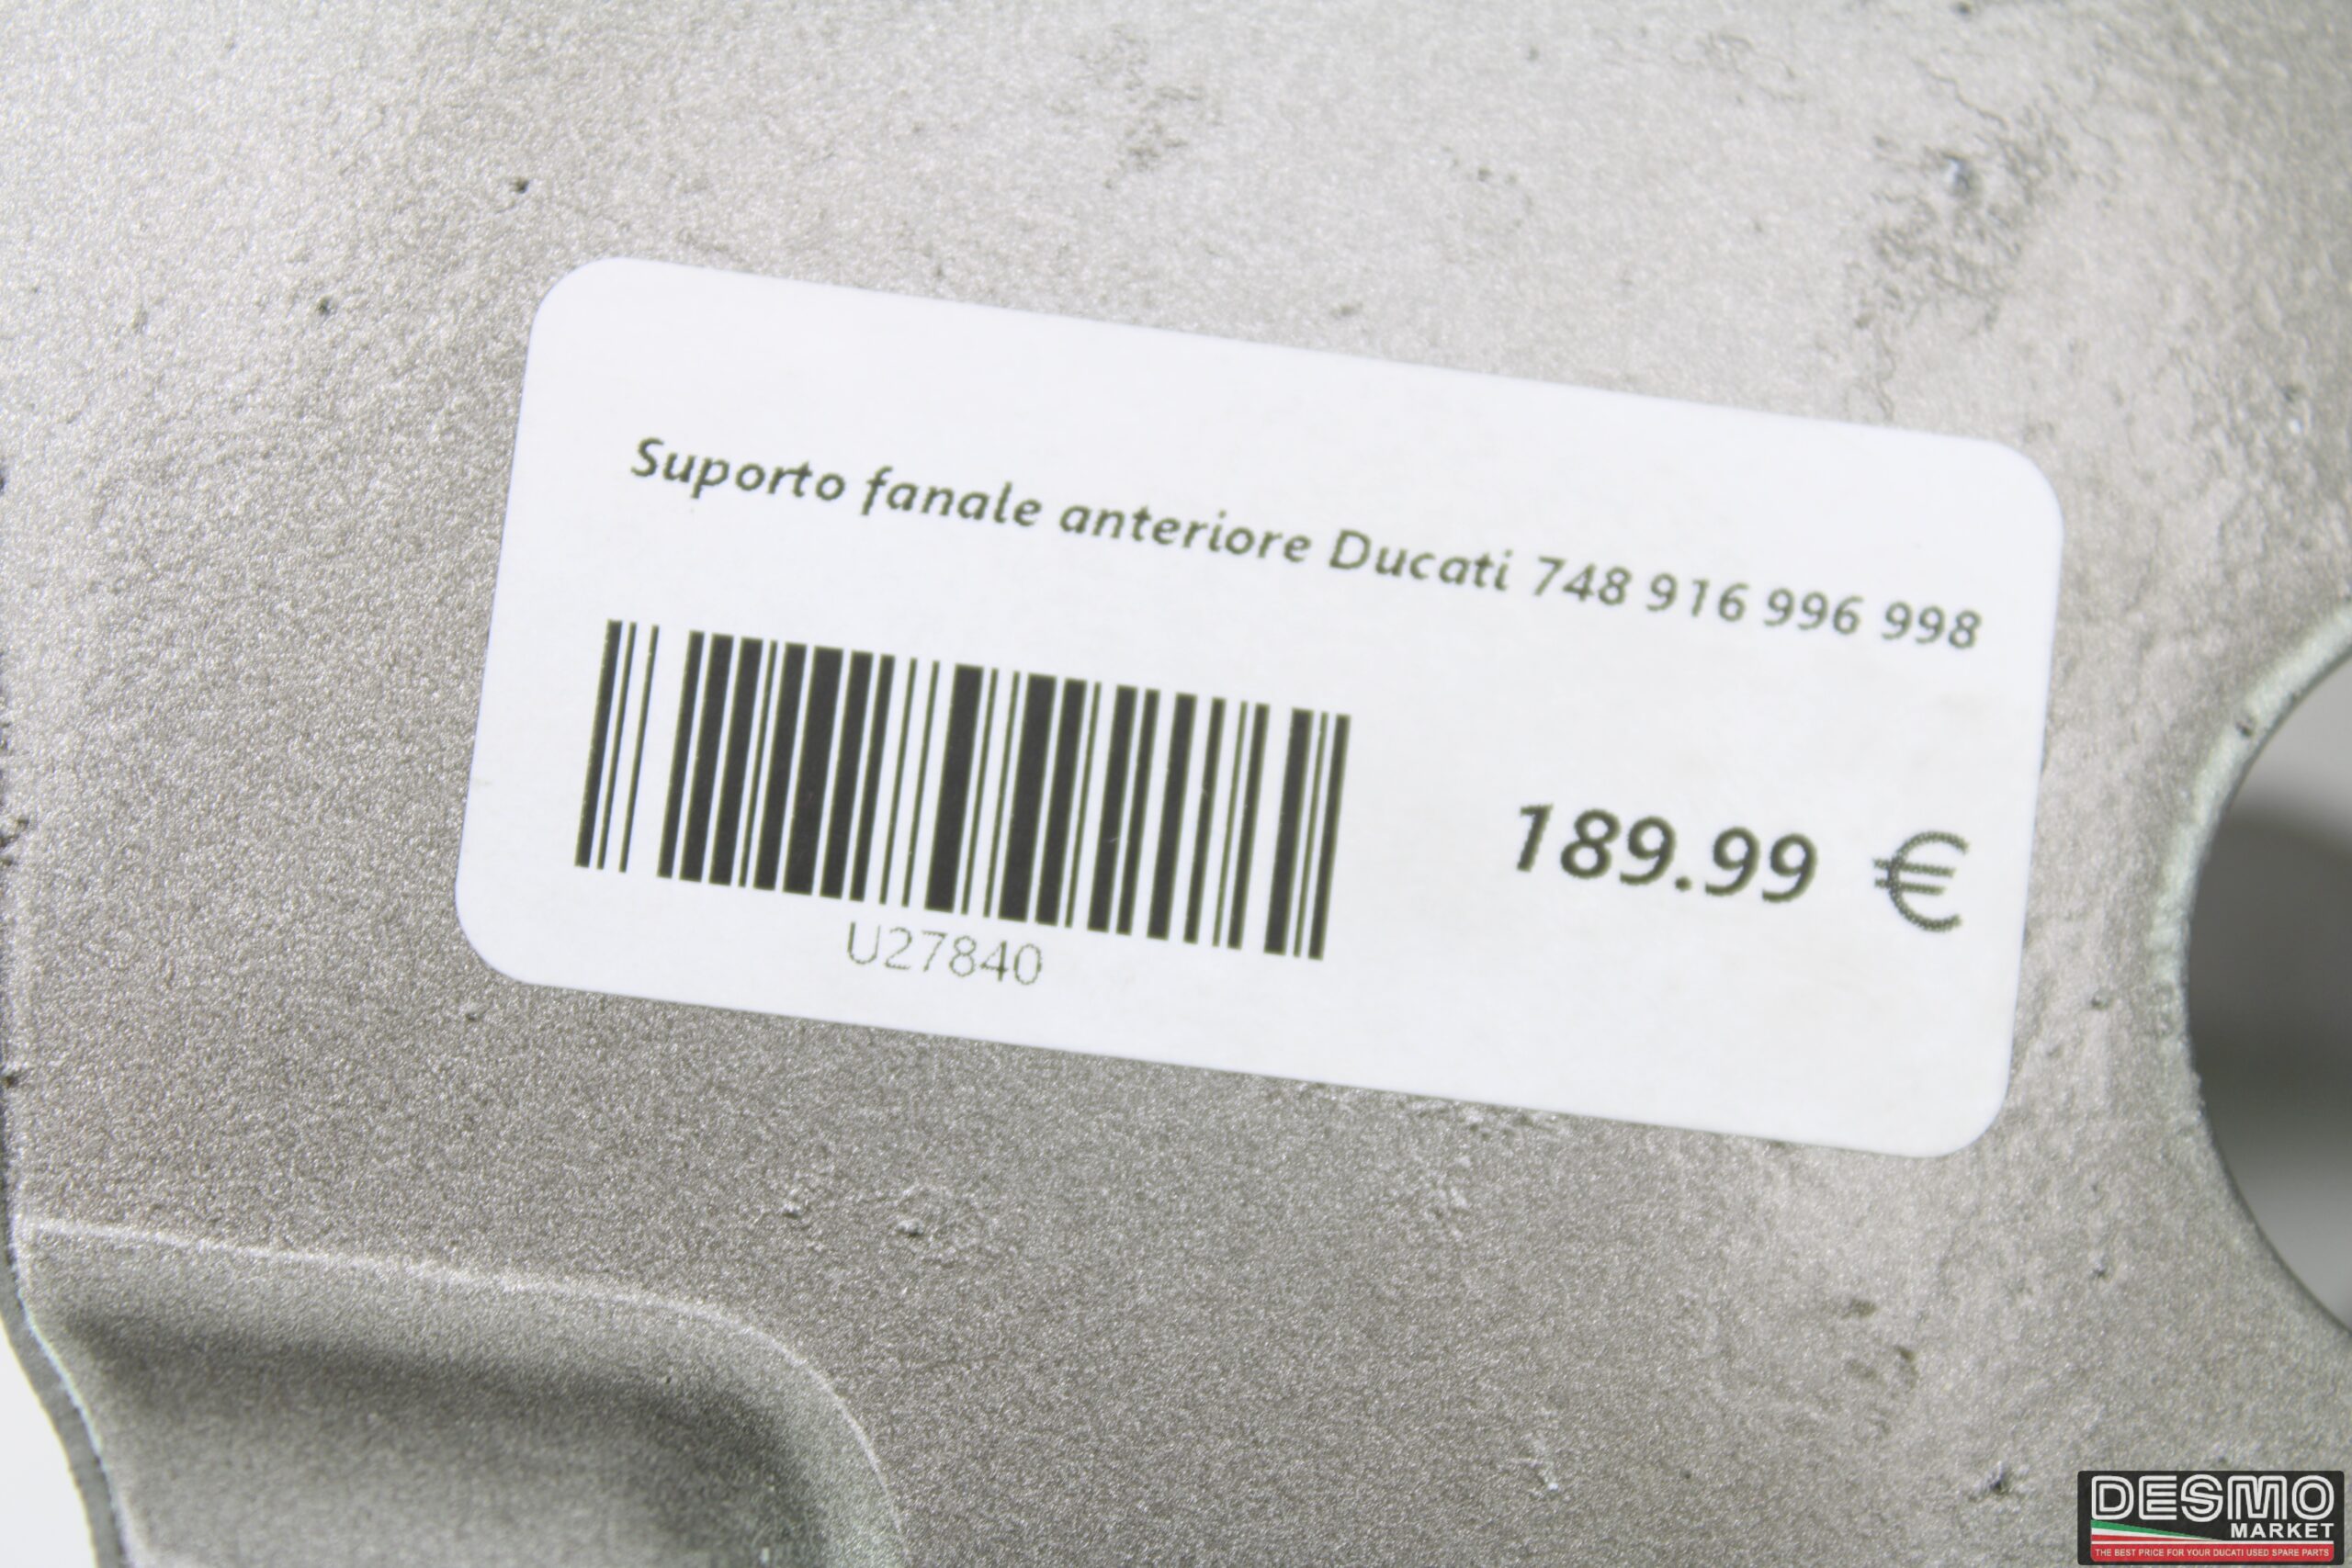 Suporto fanale anteriore Ducati 748 916 996 998
189.99 €
U27840
DESMO
MARKET
THE BEST PRICE FOR YOUR DUCATI USED SPARE PARTS